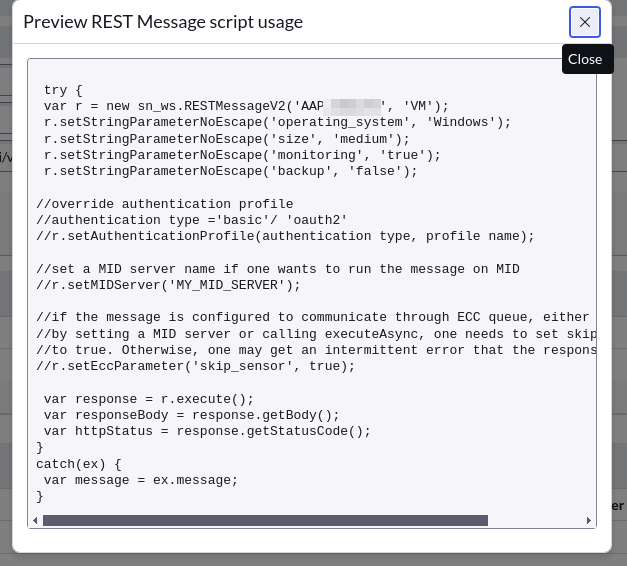 Preview REST Message script usage
Close
try {
var r = new sn_ws.RESTMessageV2('AAP ', 'VM');
r.setStringParameterNoEscape('operating_system', 'Windows');
r.setStringParameterNoEscape('size', 'medium');
r.setStringParameterNoEscape('monitoring', 'true');
r.setStringParameterNoEscape('backup', 'false');
//override authentication profile
//authentication type ='basic'/ 'oauth2'
//r.setAuthenticationProfile(authentication type, profile name);
//set a MID server name if one wants to run the message on MID
//r.setMIDServer('MY_MID_SERVER');
//if the message is configured to communicate through ECC queue, either
//by setting a MID server or calling executeAsync, one needs to set skip
//to true. Otherwise, one may get an intermittent error that the respons
//r.setEccParameter('skip_sensor', true);
var response = r.execute();
var responseBody = response.getBody();
var httpStatus = response.getStatusCode();
}
catch(ex) {
var message = ex.message;
}
er